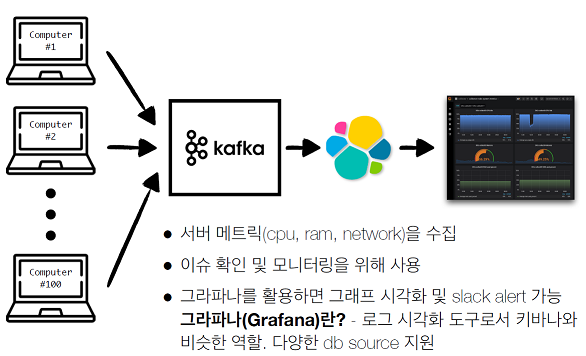 Computer
#1
Computer
#2
Computer
#100
kafka
서버 메트릭(cpu, ram, network)을 수집
이슈 확인 및 모니터링을 위해 사용
그라파나를 활용하면 그래프 시각화 및 slack alert 가능
그라파나(Grafana)란? - 로그 시각화 도구로서 키바나와
비슷한 역할. 다양한 db source 지원